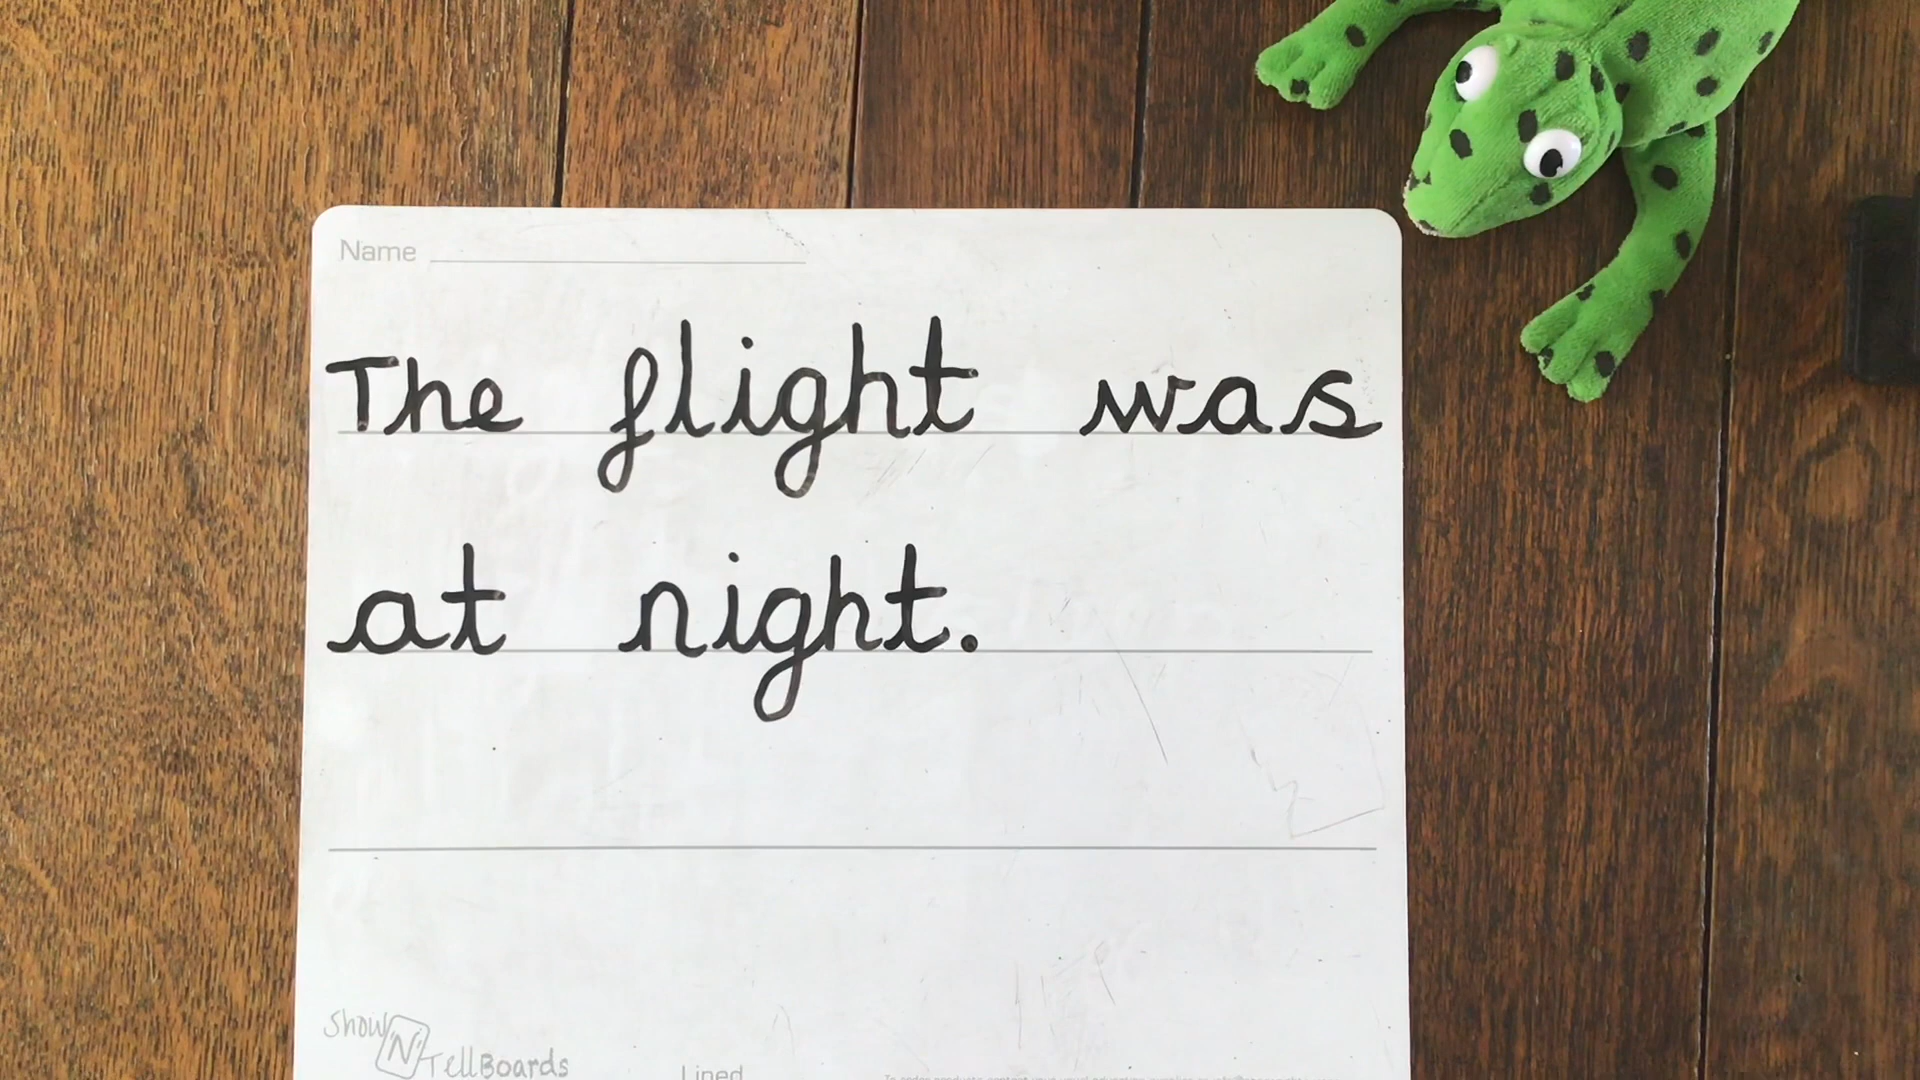 Name
The flight was
at night.
Show
'N'
TellBoards
Lined